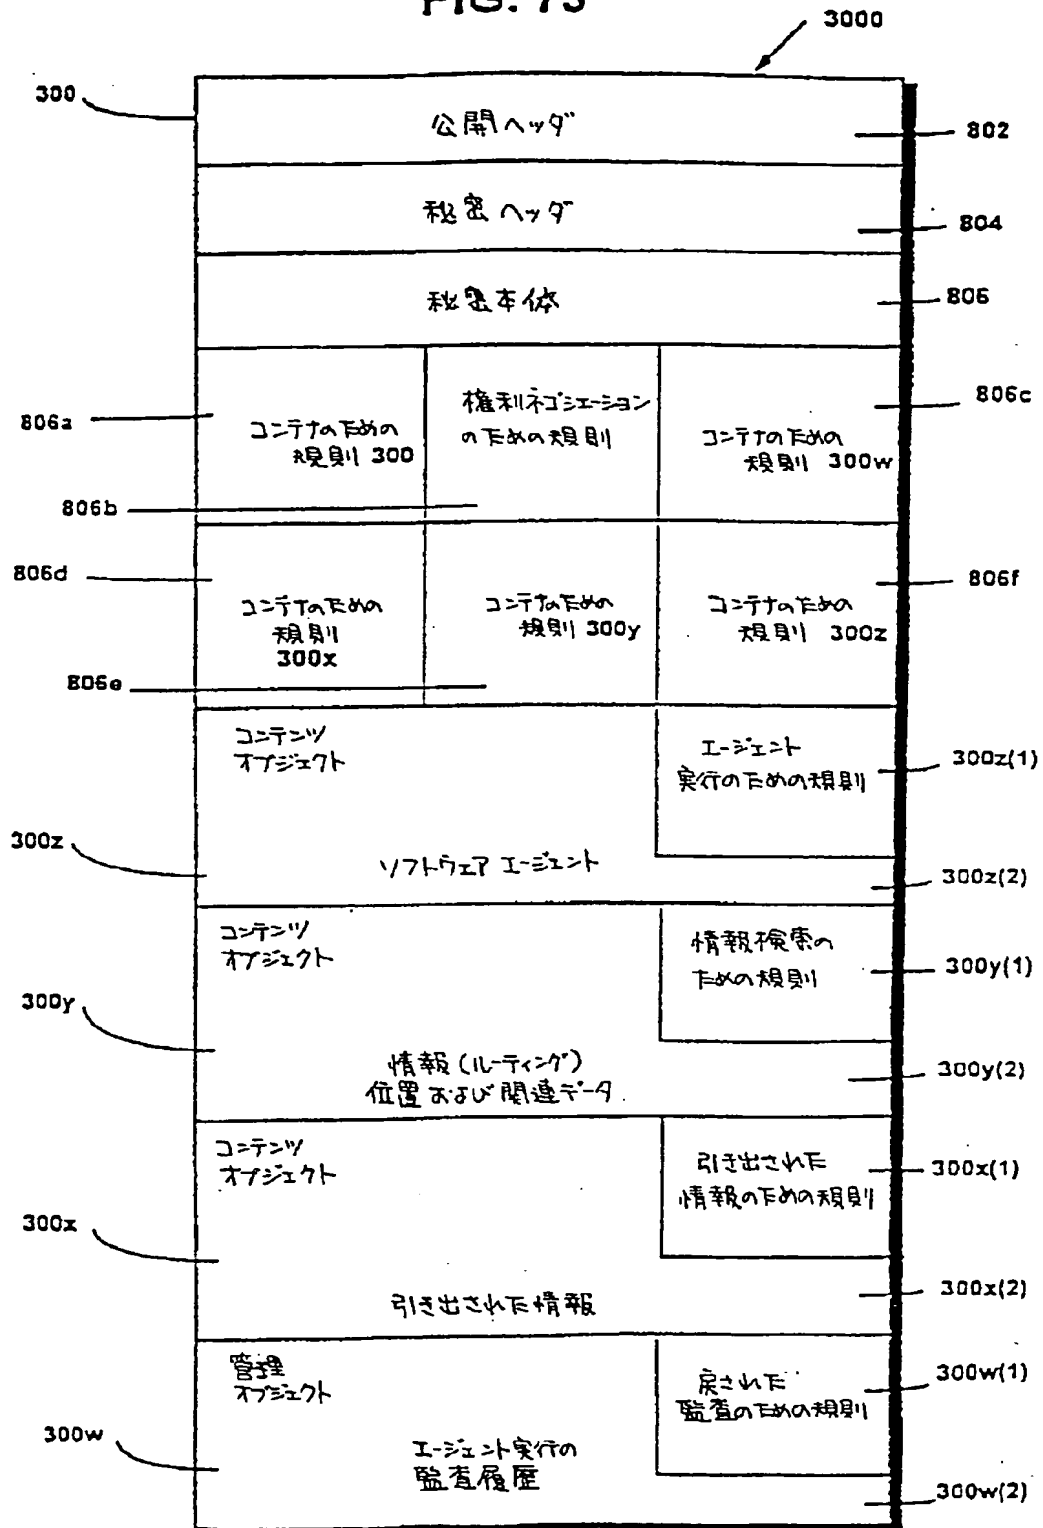 FIG. 73
3000
300
公開ヘッダ
802
秘密ヘッダ
804
秘密本体
806
806a
コンテナのための
規則 300
権利ネゴシエーション
のための規則
806c
コンテナのための
規則 300w
806b
806d
コンテナのための
規則
300x
コンテナのための
規則 300y
806f
コンテナのための
規則 300z
806e
コンテンツ
オブジェクト
エージェント
実行のための規則
300z(1)
300z
ソフトウェア エージェント
300z(2)
コンテンツ
オブジェクト
情報検索の
ための規則
300y(1)
300y
情報(ルーティング)
位置および関連データ
300y(2)
コンテンツ
オブジェクト
引き出された
情報のための規則
300x(1)
300x
引き出された情報
300x(2)
管理
オブジェクト
戻された
監査のための規則
300w(1)
300w
エージェント実行の
監査履歴
300w(2)